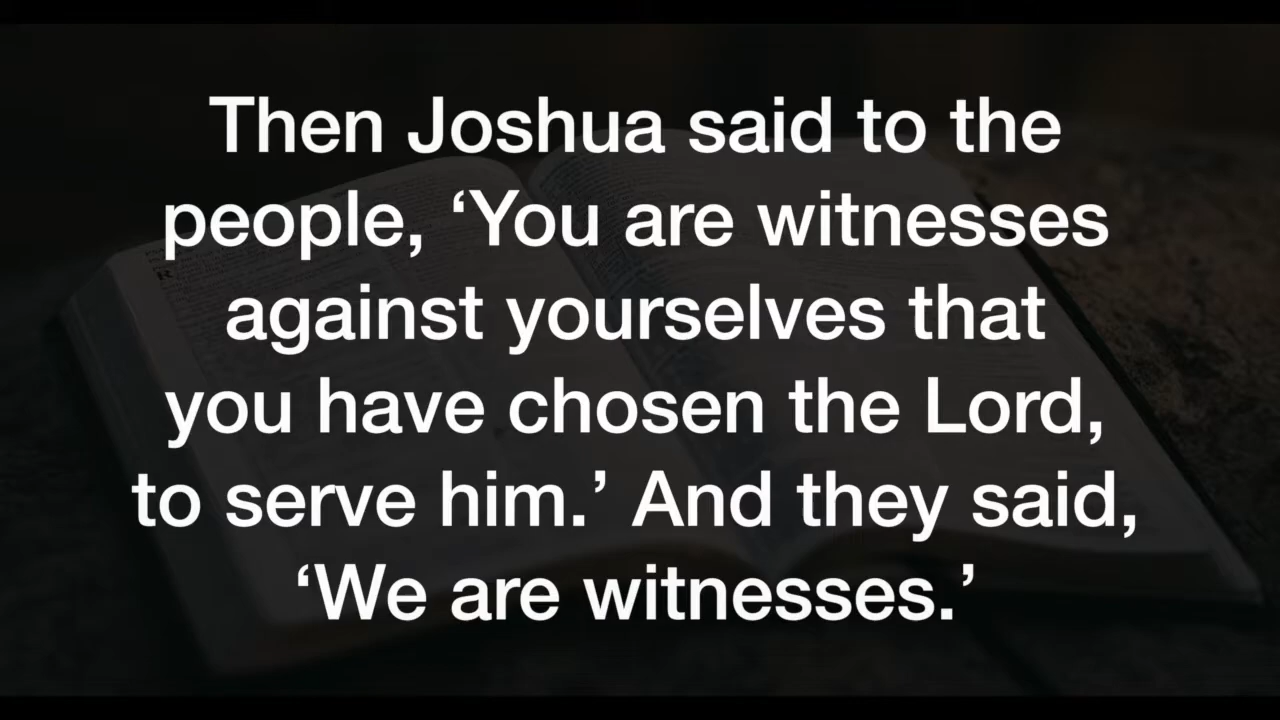 Then Joshua said to the
people, ‘You are witnesses
against yourselves that
you have chosen the Lord,
to serve him.’ And they said,
‘We are witnesses.’